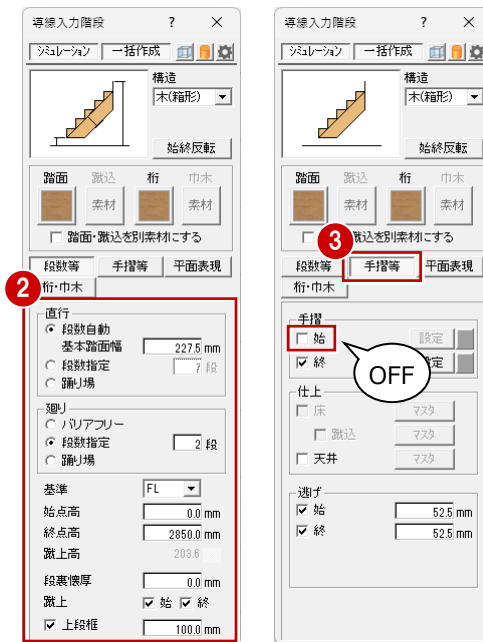 導線入力階段 ? ×
シミュレーション 一括作成
構造
木(箱形)
始終反転
踏面 蹴込 桁 巾木
素材 素材
踏面・蹴込を別素材にする
段数等 手摺等 平面表現
2
桁・巾木
直行
段数自動
基本踏面幅 227.5 mm
段数指定 7 段
踊り場
廻り
バリアフリー
段数指定 2 段
踊り場
基準 FL
始点高 0.0 mm
終点高 2850.0 mm
蹴上高 203.6
段裏懐厚 0.0 mm
蹴上 始 終
上段框 100.0 mm
導線入力階段 ? ×
シミュレーション 一括作成
構造
木(箱形)
始終反転
踏面 蹴込 桁 巾木
素材 素材
3
蹴込を別素材にする
段数等 手摺等 平面表現
桁・巾木
手摺
始 設定
終 定
OFF
仕上
床 マスタ
蹴込 マスタ
天井 マスタ
逃げ
始 52.5 mm
終 52.5 mm